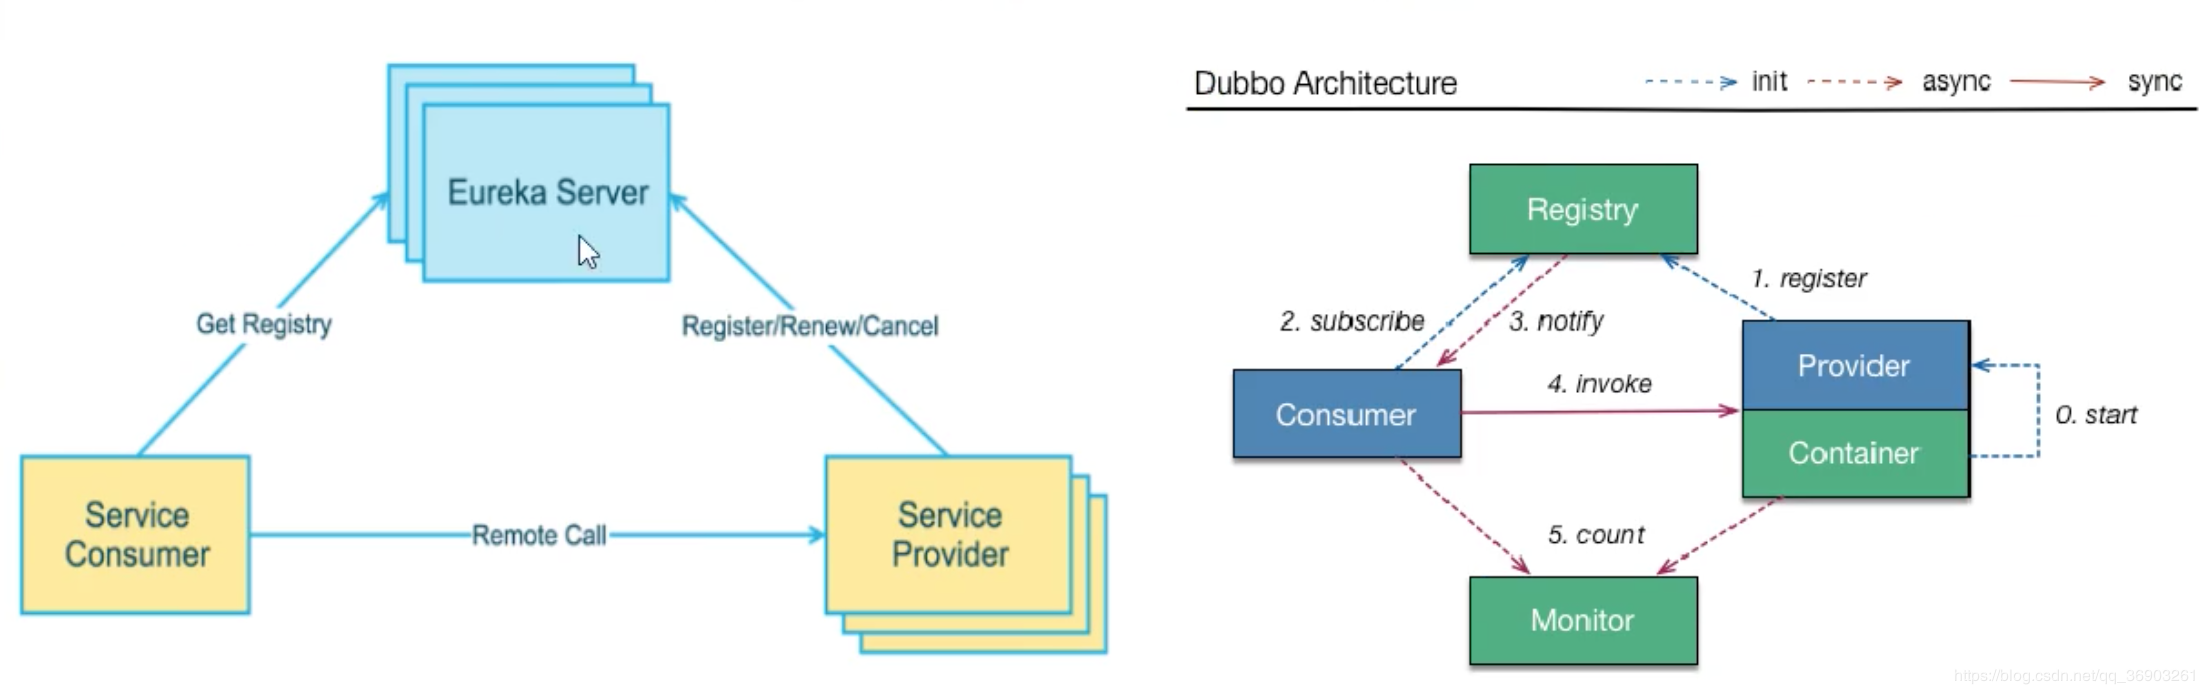 Eureka Server
Get Registry
Register/Renew/Cancel
Service
Consumer
Remote Call
Service
Provider
Dubbo Architecture
init
async
sync
Registry
1. register
2. subscribe
3. notify
Provider
4. invoke
Consumer
0. start
Container
5. count
Monitor
https://blog.csdn.net/qq_36903261